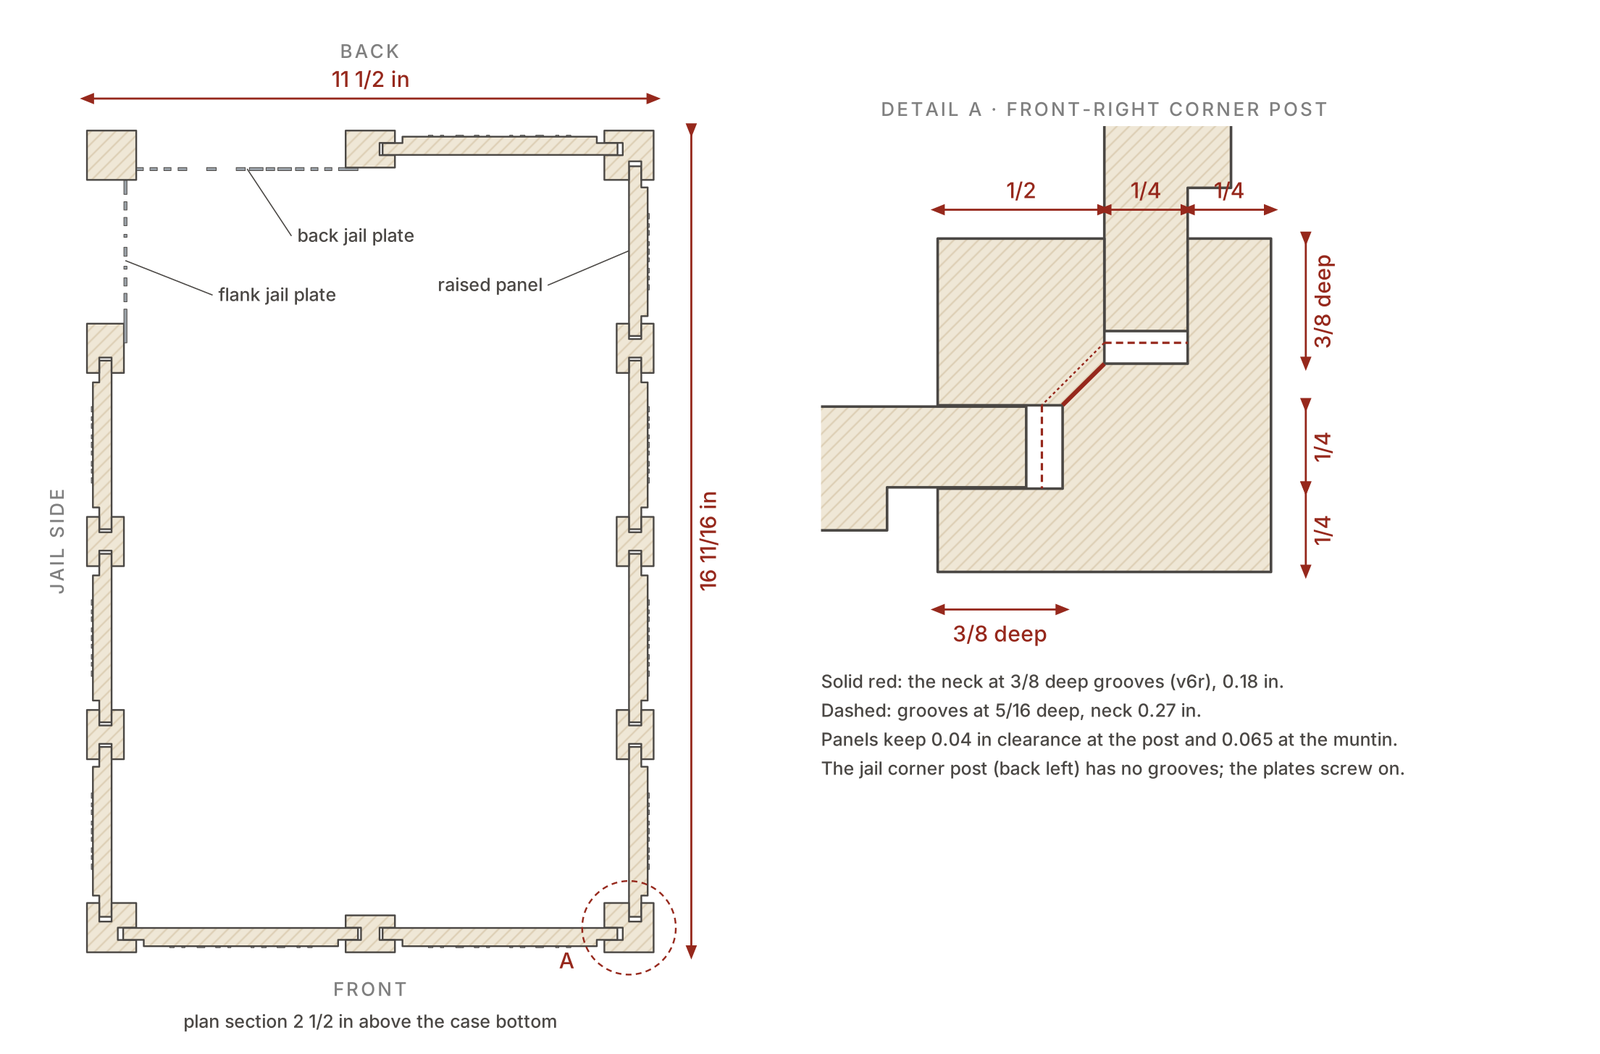 BACK
11 1/2 in
back jail plate
flank jail plate
raised panel
JAIL SIDE
16 11/16 in
A
FRONT
plan section 2 1/2 in above the case bottom
DETAIL A · FRONT-RIGHT CORNER POST
1/2
1/4
1/4
3/8 deep
1/4
1/4
3/8 deep
Solid red: the neck at 3/8 deep grooves (v6r), 0.18 in.
Dashed: grooves at 5/16 deep, neck 0.27 in.
Panels keep 0.04 in clearance at the post and 0.065 at the muntin.
The jail corner post (back left) has no grooves; the plates screw on.